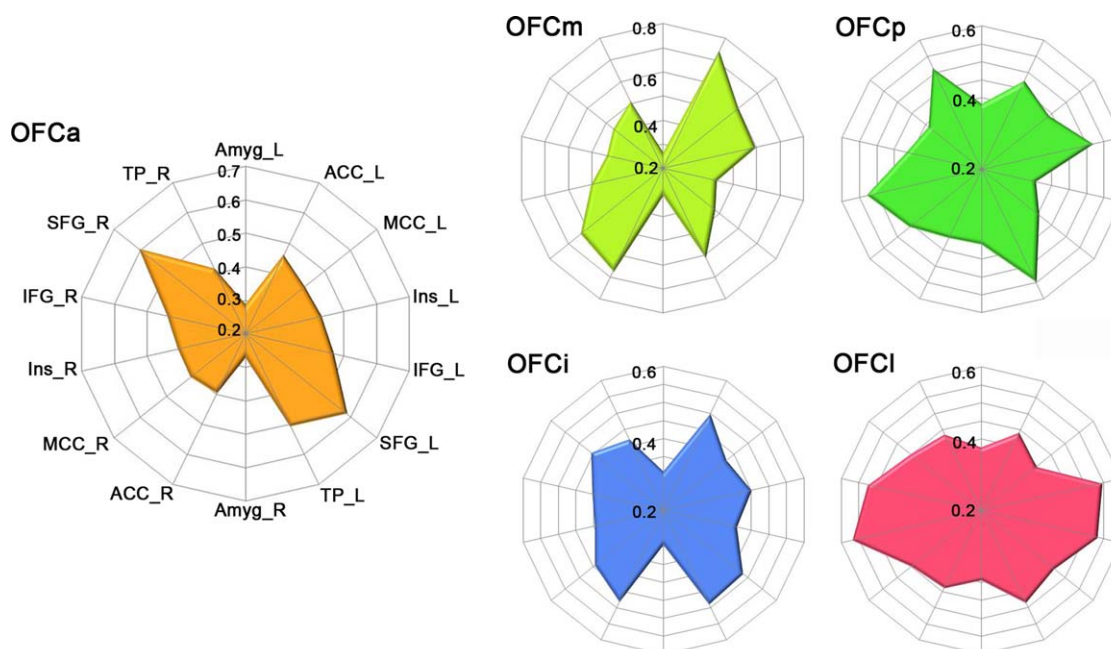 OFCa
Amyg_L
ACC_L
MCC_L
Ins_L
IFG_L
SFG_L
TP_L
Amyg_R
ACC_R
MCC_R
Ins_R
IFG_R
SFG_R
TP_R
0.7
0.6
0.5
0.4
0.3
0.2
OFCm
0.8
0.6
0.4
0.2
OFCp
0.6
0.4
0.2
OFCi
0.6
0.4
0.2
OFCl
0.6
0.4
0.2